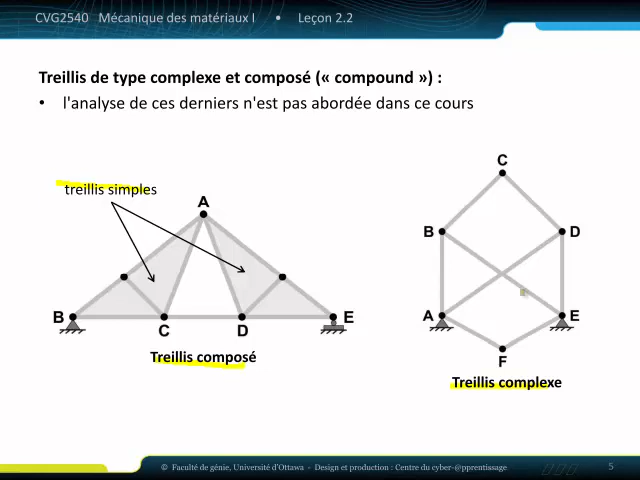 CVG2540 Mécanique des matériaux I • Leçon 2.2
Treillis de type complexe et composé (« compound ») :
• l'analyse de ces derniers n'est pas abordée dans ce cours
treillis simples
A
B
C
D
E
Treillis composé
C
B
D
A
E
F
Treillis complexe
© Faculté de génie, Université d'Ottawa - Design et production : Centre du cyber-@pprentissage
5